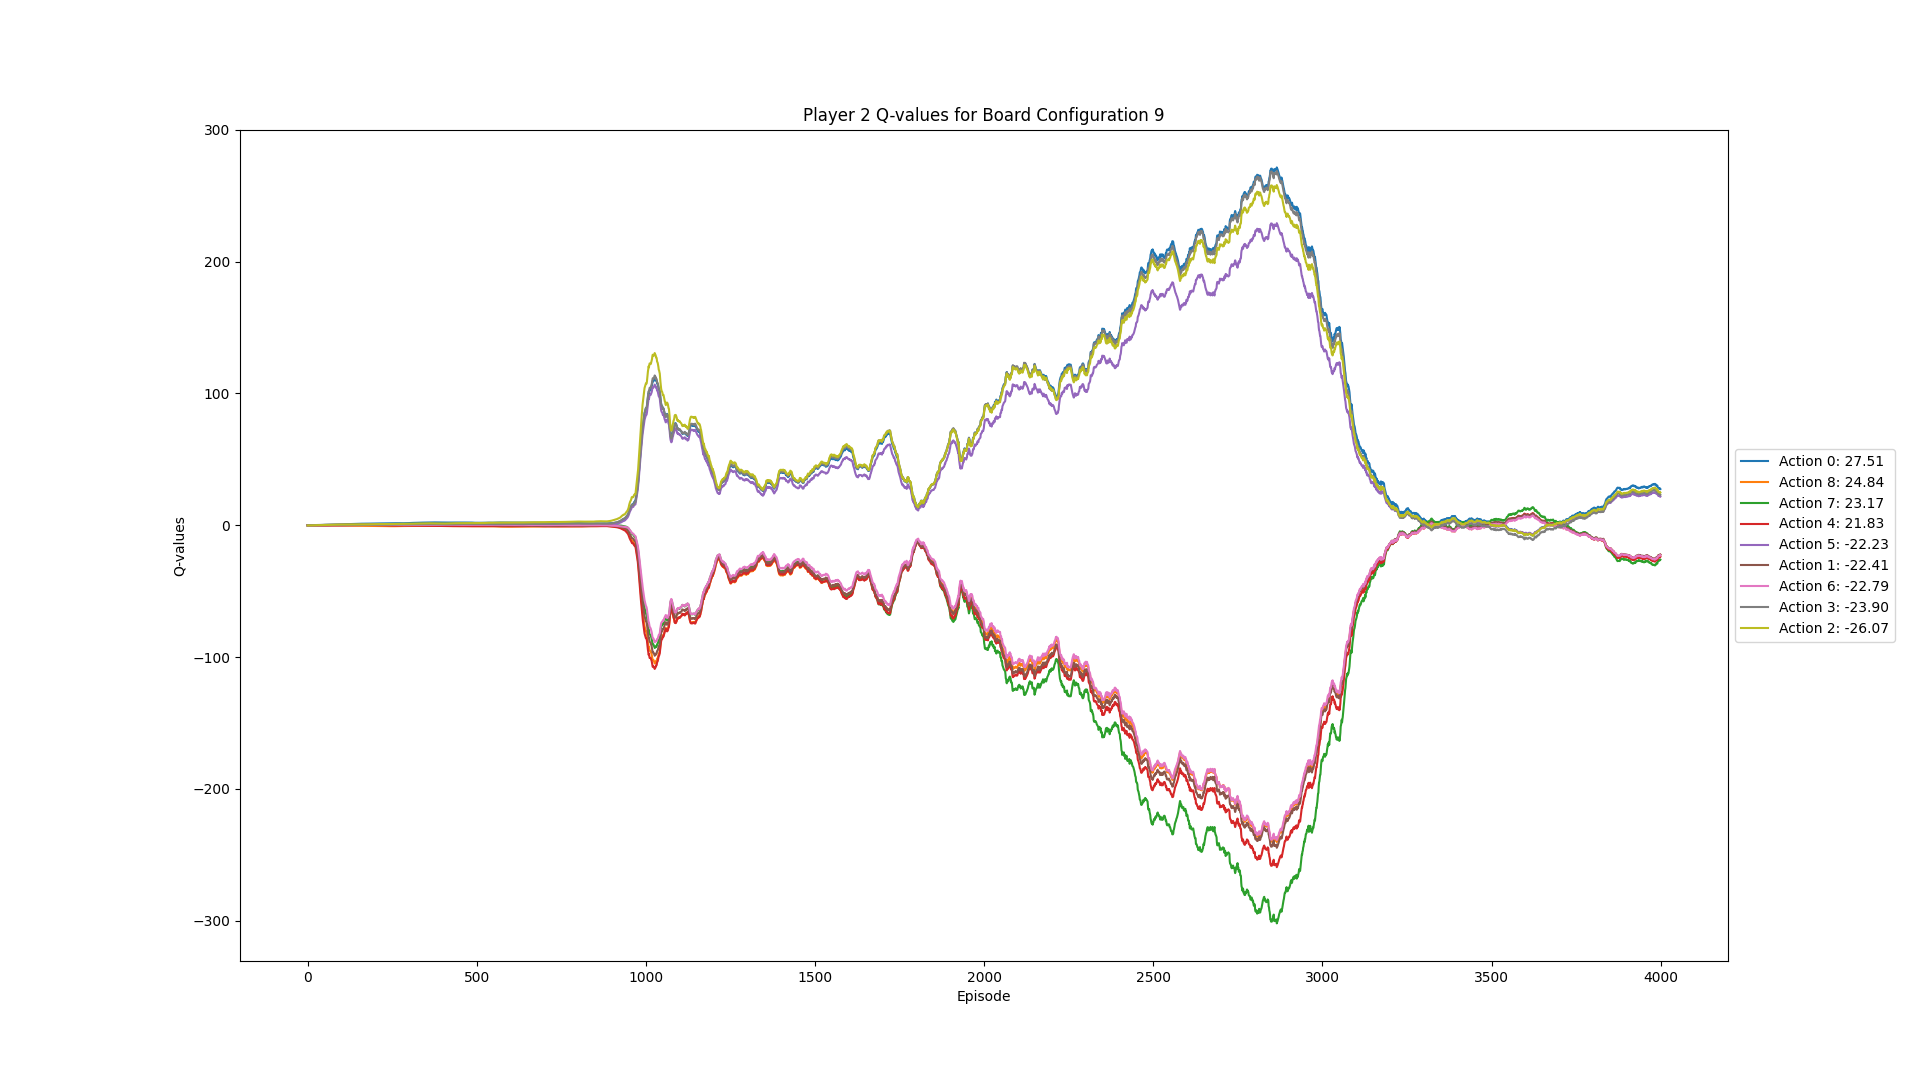 Player 2 Q-values for Board Configuration 9
300
200
100
0
−100
−200
−300
Q-values
0
500
1000
1500
2000
2500
3000
3500
4000
Episode
Action 0: 27.51
Action 8: 24.84
Action 7: 23.17
Action 4: 21.83
Action 5: -22.23
Action 1: -22.41
Action 6: -22.79
Action 3: -23.90
Action 2: -26.07